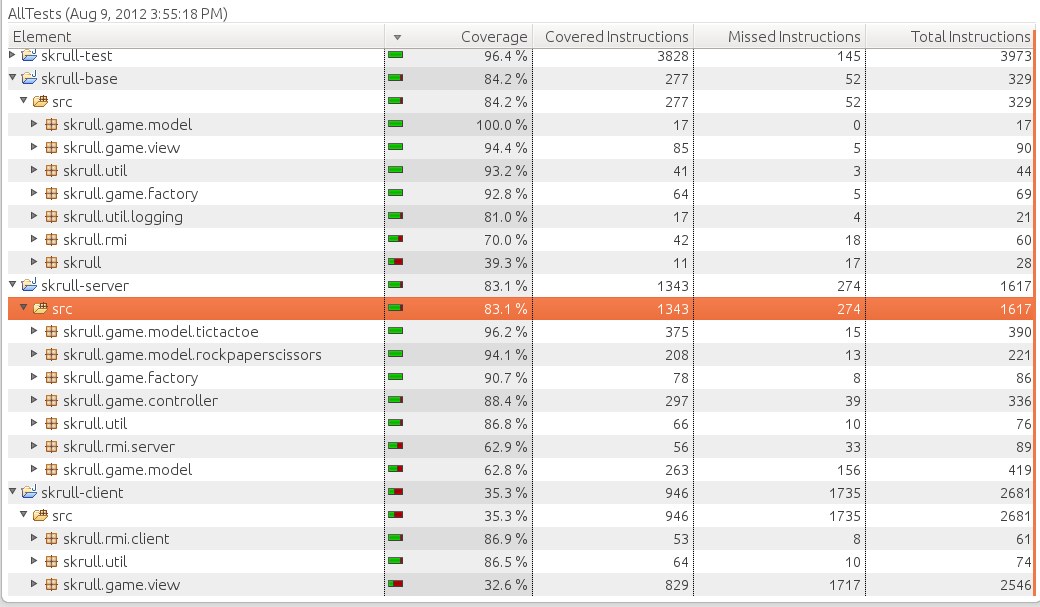 AllTests (Aug 9, 2012 3:55:18 PM)
Element Coverage Covered Instructions Missed Instructions Total Instructions
skrull-test 96.4 % 3828 145 3973
skrull-base 84.2 % 277 52 329
src 84.2 % 277 52 329
skrull.game.model 100.0 % 17 0 17
skrull.game.view 94.4 % 85 5 90
skrull.util 93.2 % 41 3 44
skrull.game.factory 92.8 % 64 5 69
skrull.util.logging 81.0 % 17 4 21
skrull.rmi 70.0 % 42 18 60
skrull 39.3 % 11 17 28
skrull-server 83.1 % 1343 274 1617
src 83.1 % 1343 274 1617
skrull.game.model.tictactoe 96.2 % 375 15 390
skrull.game.model.rockpaperscissors 94.1 % 208 13 221
skrull.game.factory 90.7 % 78 8 86
skrull.game.controller 88.4 % 297 39 336
skrull.util 86.8 % 66 10 76
skrull.rmi.server 62.9 % 56 33 89
skrull.game.model 62.8 % 263 156 419
skrull-client 35.3 % 946 1735 2681
src 35.3 % 946 1735 2681
skrull.rmi.client 86.9 % 53 8 61
skrull.util 86.5 % 64 10 74
skrull.game.view 32.6 % 829 1717 2546